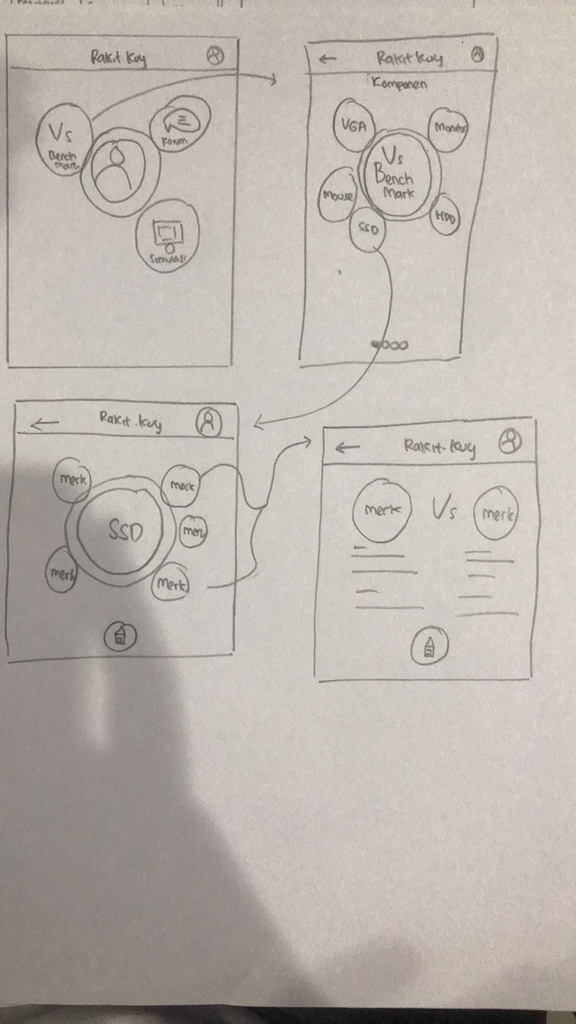 Rakit Kuy
Vs
Bench
Mark
Forum
Simulasi
Rakit Kuy
Komponen
VGA
Monitor
Vs
Bench
Mark
Mouse
HDD
SSD
Rakit.kuy
merk
merk
SSD
merk
merk
merk
Rakit-kuy
merk
Vs
merk